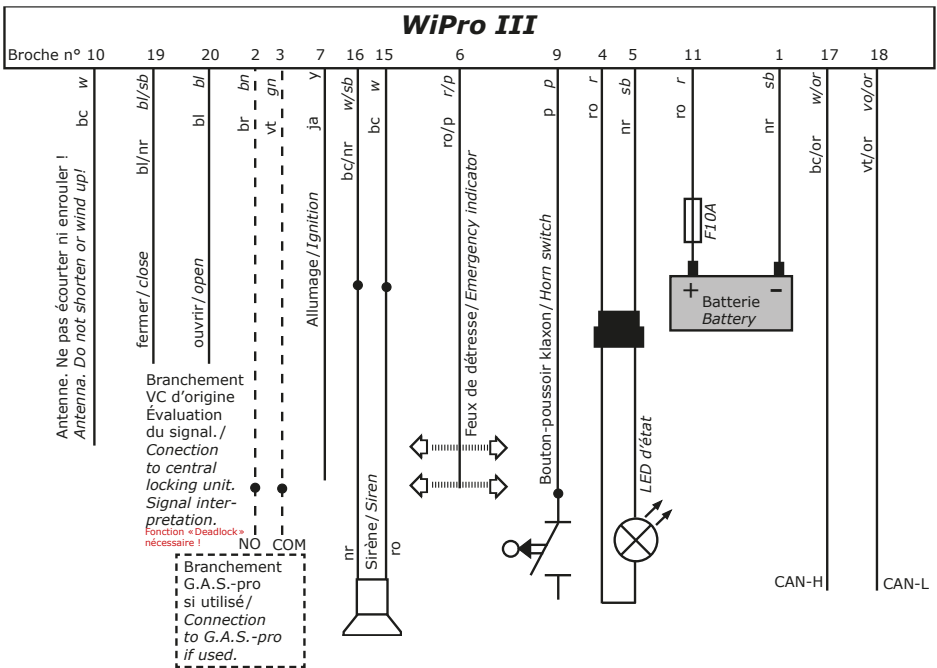 WiPro III
Broche n° 10 19 20 2 3 7 16 15 6 9 4 5 11 1 17 18
w
bc
Antenne. Ne pas écourter ni enrouler !
Antenna. Do not shorten or wind up!
bl/sb
bl/nr
fermer/close
bl
bl
ouvrir/open
bn
br
gn
vt
y
ja
Allumage/Ignition
w/sb
bc/nr
w
bc
nr
Sirène/Siren
ro
r/p
ro/p
Feux de détresse/Emergency indicator
p
p
Bouton-poussoir klaxon/Horn switch
r
ro
sb
nr
LED d'état
r
ro
F10A
sb
nr
+ −
Batterie
Battery
w/or
bc/or
CAN-H
vo/or
vt/or
CAN-L
Branchement
VC d'origine
Évaluation
du signal./
Conection
to central
locking unit.
Signal inter-
pretation.
Fonction «Deadlock»
nécessaire !
NO COM
Branchement
G.A.S.-pro
si utilisé/
Connection
to G.A.S.-pro
if used.